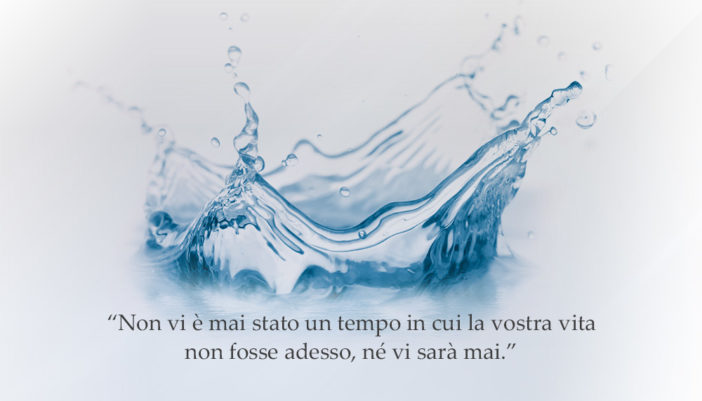 “Non vi è mai stato un tempo in cui la vostra vita
non fosse adesso, né vi sarà mai.”